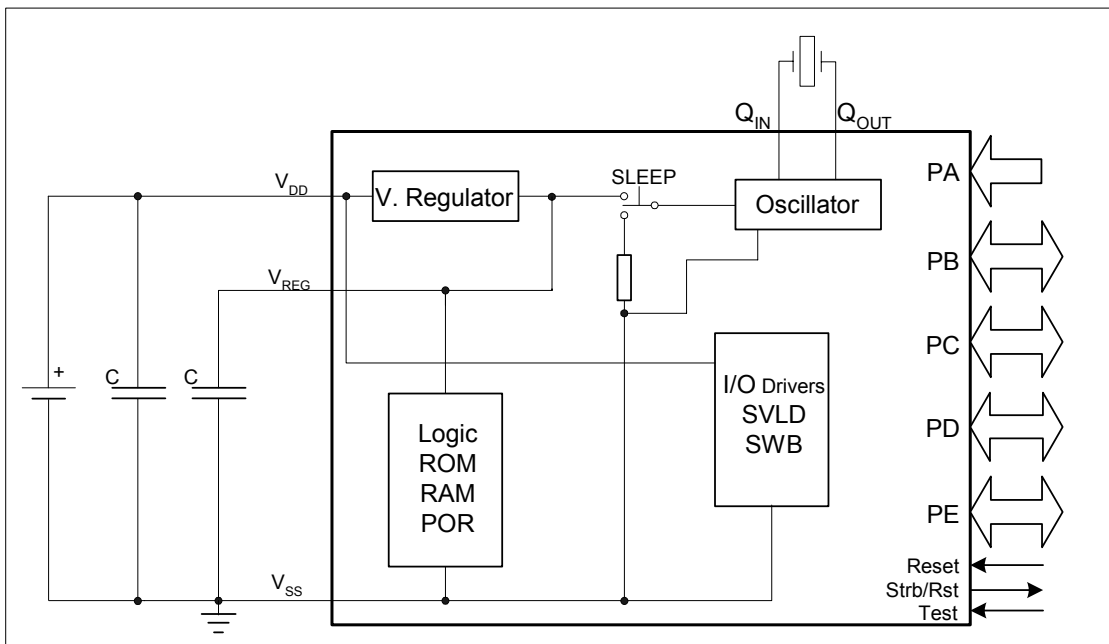 Q_IN
Q_OUT
PA
V_DD
SLEEP
V. Regulator
Oscillator
PB
V_REG
PC
+
C
C
I/O Drivers
SVLD
SWB
Logic
ROM
RAM
POR
PD
PE
Reset
V_SS
Strb/Rst
Test